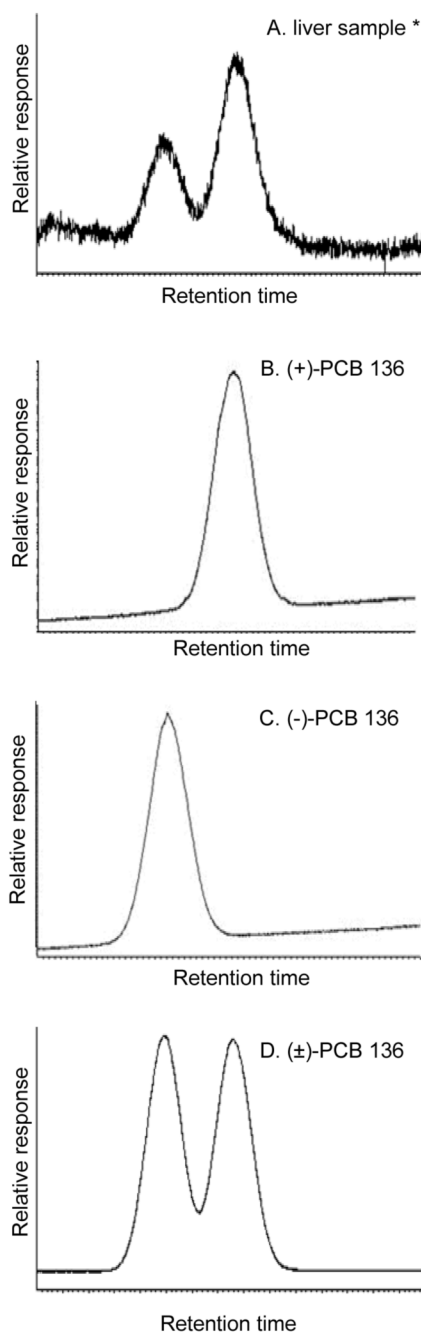 A. liver sample *
Relative response
Retention time
B. (+)-PCB 136
Relative response
Retention time
C. (-)-PCB 136
Relative response
Retention time
D. (±)-PCB 136
Relative response
Retention time